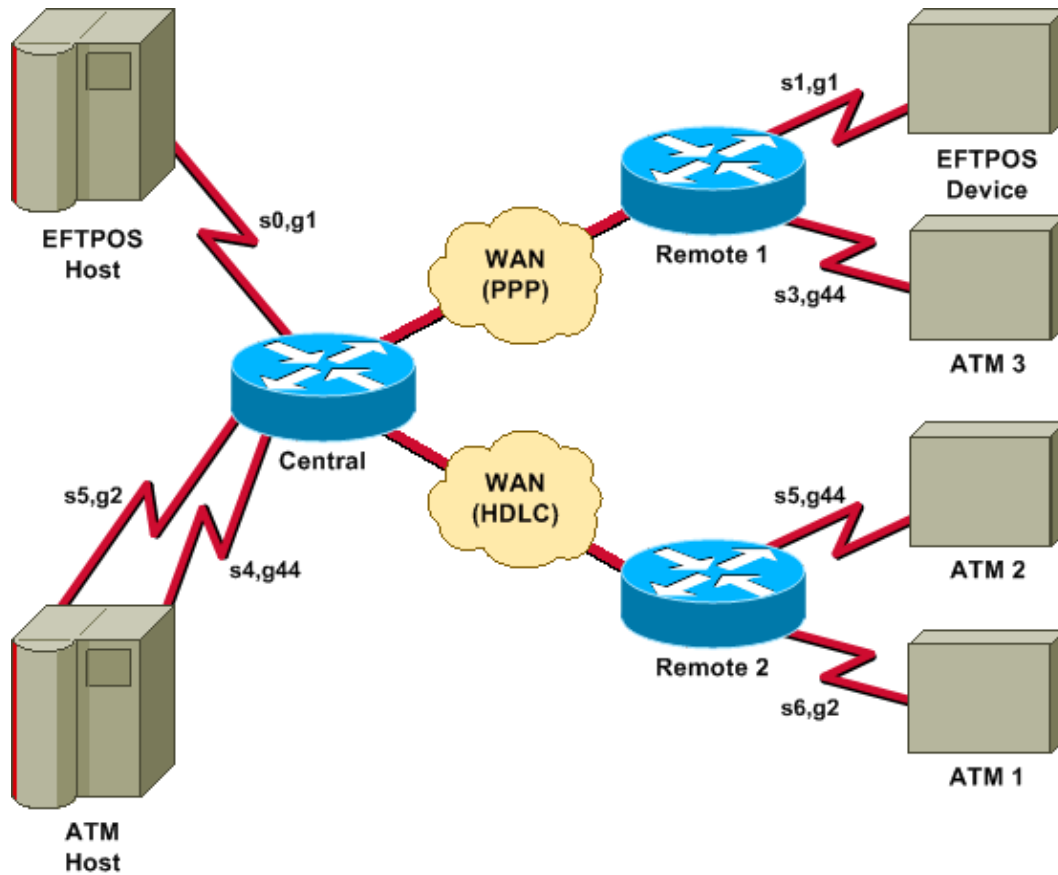 EFTPOS
Host
s0,g1
WAN
(PPP)
s1,g1
EFTPOS
Device
Remote 1
s3,g44
ATM 3
Central
s5,g2
s4,g44
WAN
(HDLC)
s5,g44
ATM 2
Remote 2
s6,g2
ATM 1
ATM
Host